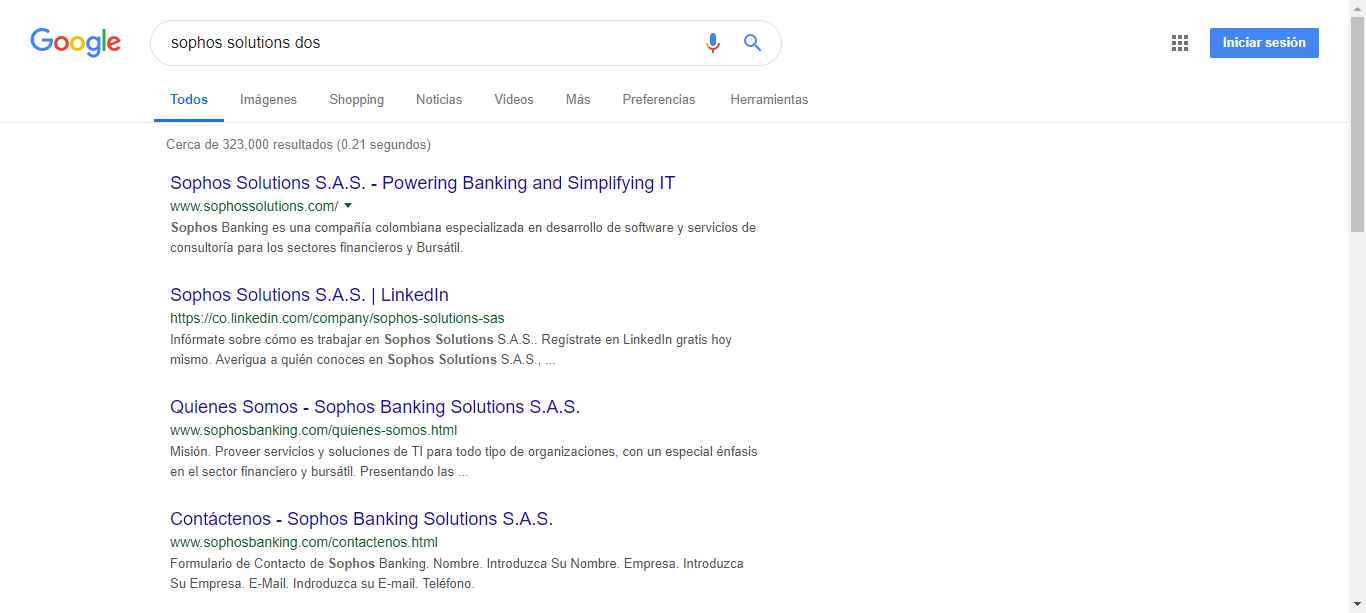 Google
sophos solutions dos
Iniciar sesión
Todos Imágenes Shopping Noticias Videos Más Preferencias Herramientas
Cerca de 323,000 resultados (0.21 segundos)
Sophos Solutions S.A.S. - Powering Banking and Simplifying IT
www.sophossolutions.com/
Sophos Banking es una compañía colombiana especializada en desarrollo de software y servicios de
consultoría para los sectores financieros y Bursátil.
Sophos Solutions S.A.S. | LinkedIn
https://co.linkedin.com/company/sophos-solutions-sas
Infórmate sobre cómo es trabajar en Sophos Solutions S.A.S.. Regístrate en LinkedIn gratis hoy
mismo. Averigua a quién conoces en Sophos Solutions S.A.S., ...
Quienes Somos - Sophos Banking Solutions S.A.S.
www.sophosbanking.com/quienes-somos.html
Misión. Proveer servicios y soluciones de TI para todo tipo de organizaciones, con un especial énfasis
en el sector financiero y bursátil. Presentando las ...
Contáctenos - Sophos Banking Solutions S.A.S.
www.sophosbanking.com/contactenos.html
Formulario de Contacto de Sophos Banking. Nombre. Introduzca Su Nombre. Empresa. Introduzca
Su Empresa. E-Mail. Indroduzca su E-mail. Teléfono.